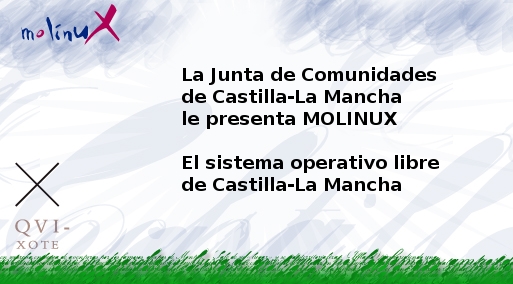 molinux
La Junta de Comunidades
de Castilla-La Mancha
le presenta MOLINUX
El sistema operativo libre
de Castilla-La Mancha
QVI-
XOTE